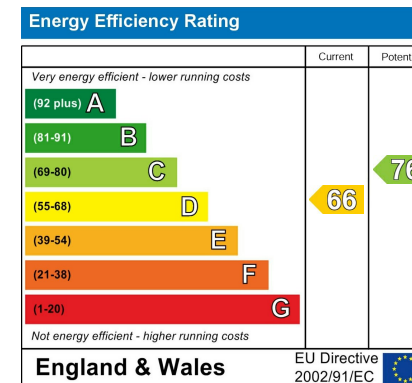 Energy Efficiency Rating
Current Potent
Very energy efficient - lower running costs
(92 plus) A
(81-91) B
(69-80) C 76
(55-68) D 66
(39-54) E
(21-38) F
(1-20) G
Not energy efficient - higher running costs
England & Wales
EU Directive
2002/91/EC